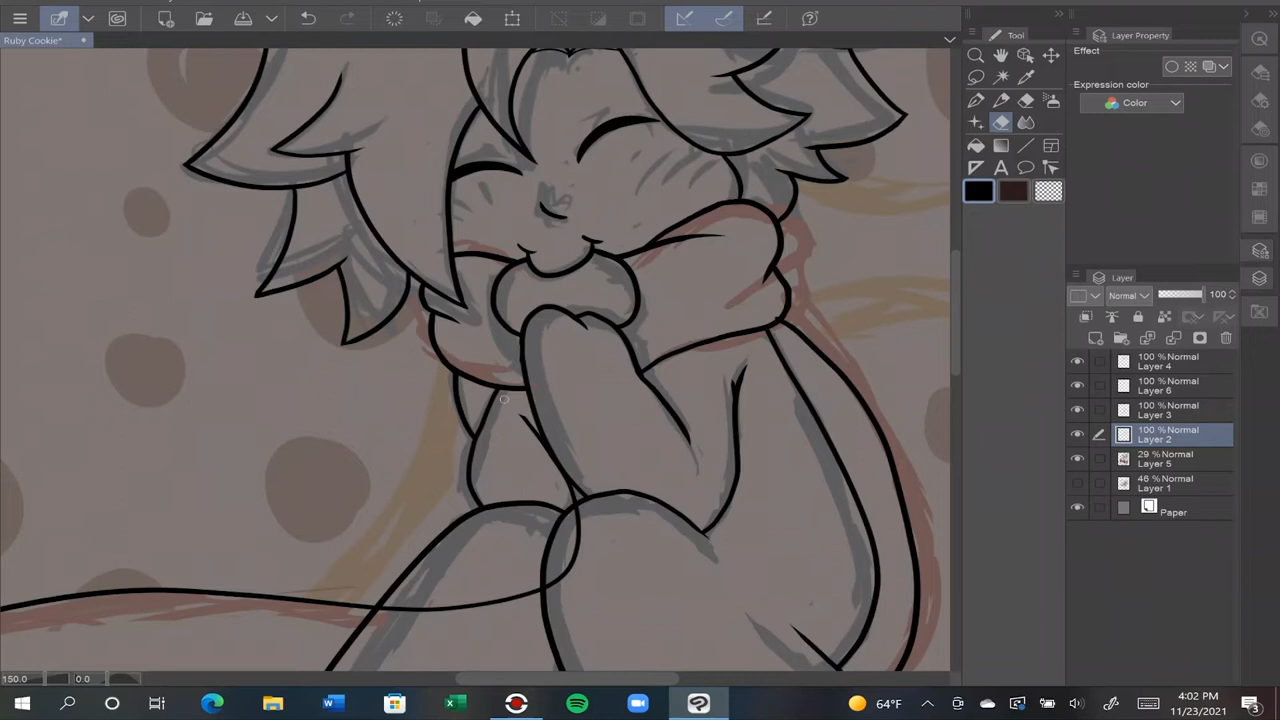 Ruby Cookie*
Tool
Layer Property
Effect
Expression color
Color
Layer
Normal
100
100 %Normal
Layer 4
100 %Normal
Layer 6
100 %Normal
Layer 3
100 %Normal
Layer 2
29 %Normal
Layer 5
46 %Normal
Layer 1
Paper
150.0
0.0
64°F
4:02 PM
11/23/2021
3